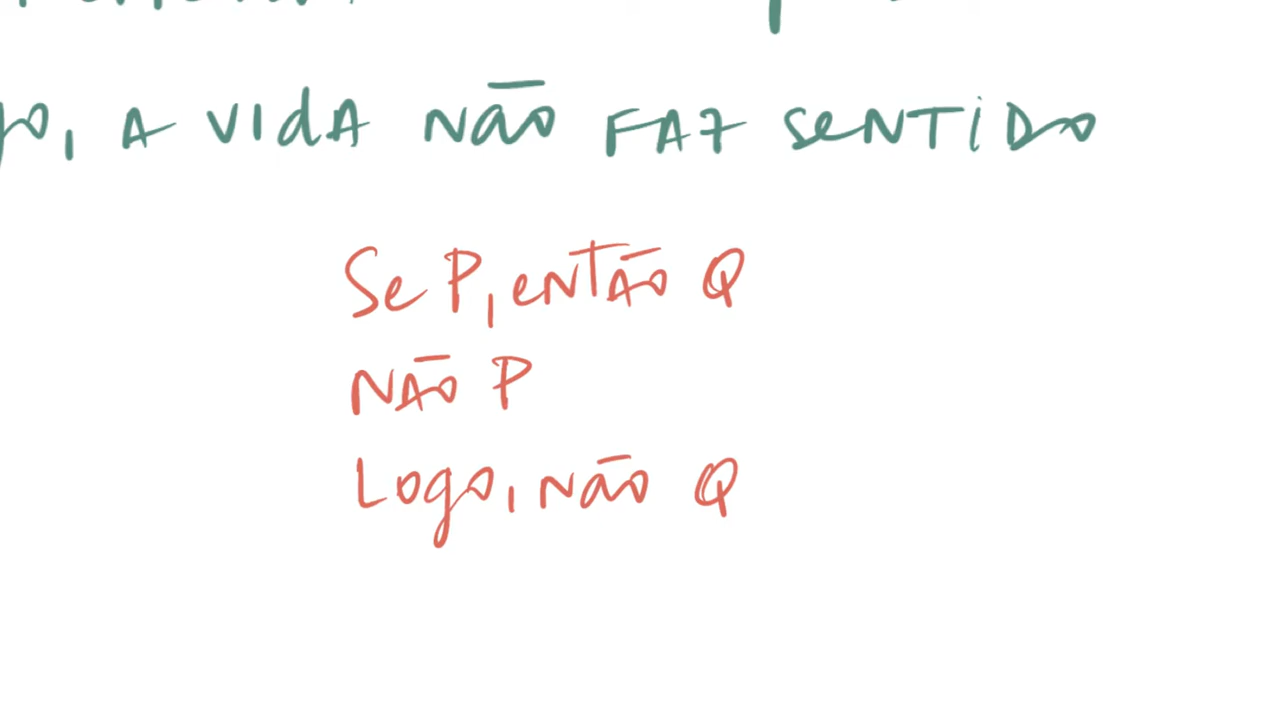 , A VIDA NÃO FAZ SENTIDO
Se P, ENTÃO Q
NÃO P
Logo, NÃO Q